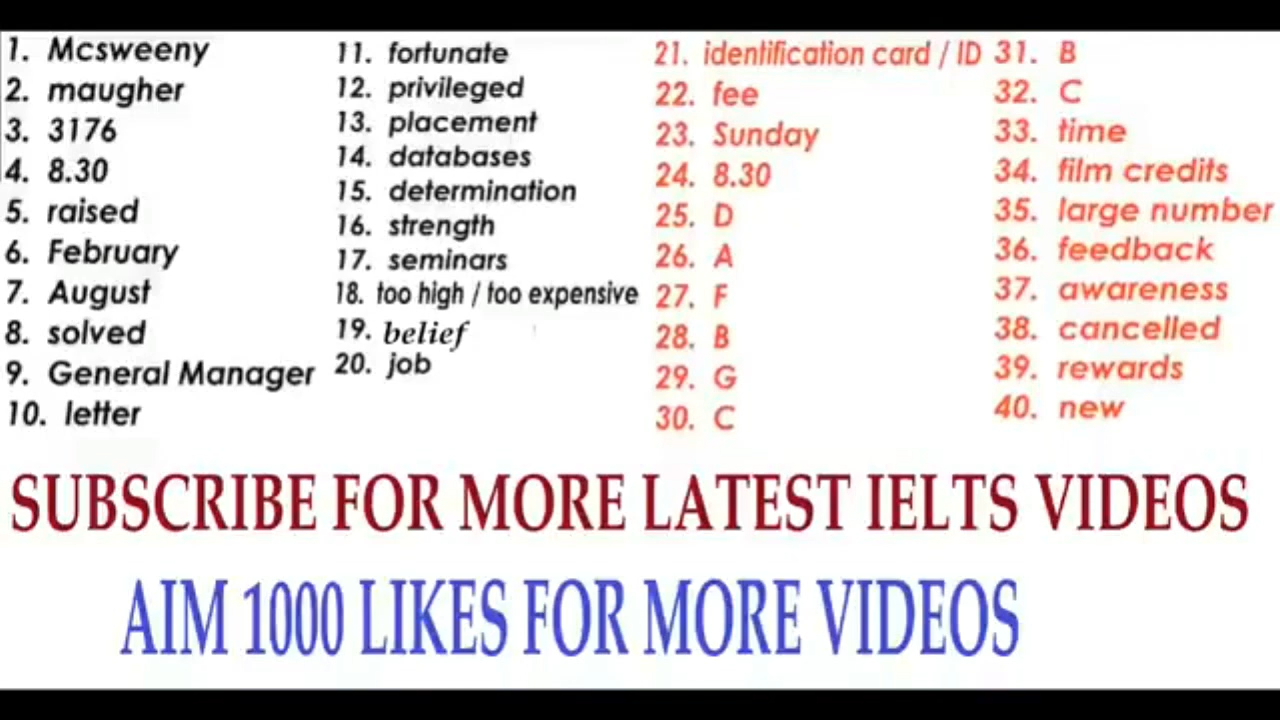 1. Mcsweeny
2. maugher
3. 3176
4. 8.30
5. raised
6. February
7. August
8. solved
9. General Manager
10. letter
11. fortunate
12. privileged
13. placement
14. databases
15. determination
16. strength
17. seminars
18. too high / too expensive
19. belief
20. job
21. identification card / ID
22. fee
23. Sunday
24. 8.30
25. D
26. A
27. F
28. B
29. G
30. C
31. B
32. C
33. time
34. film credits
35. large number
36. feedback
37. awareness
38. cancelled
39. rewards
40. new
SUBSCRIBE FOR MORE LATEST IELTS VIDEOS
AIM 1000 LIKES FOR MORE VIDEOS